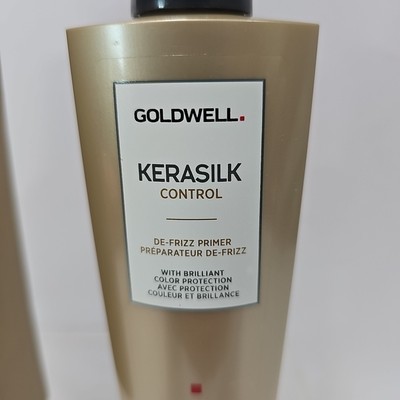 GOLDWELL.
KERASILK
CONTROL
DE-FRIZZ PRIMER
PRÉPARATEUR DE-FRIZZ
WITH BRILLIANT
COLOR PROTECTION
AVEC PROTECTION
COULEUR ET BRILLANCE